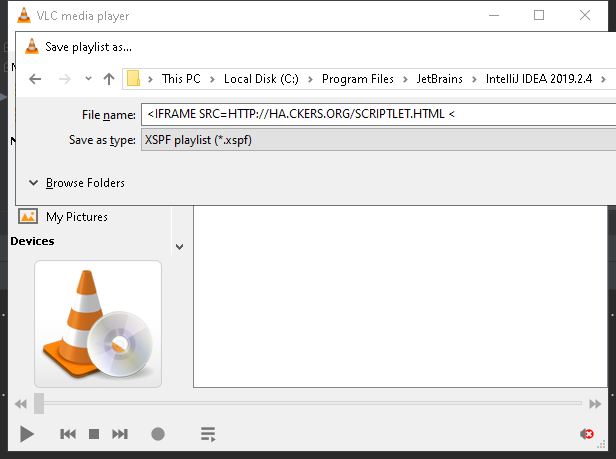 VLC media player
Save playlist as...
This PC > Local Disk (C:) > Program Files > JetBrains > IntelliJ IDEA 2019.2.4 >
File name: <IFRAME SRC=HTTP://HA.CKERS.ORG/SCRIPTLET.HTML <
Save as type: XSPF playlist (*.xspf)
Browse Folders
My Pictures
Devices